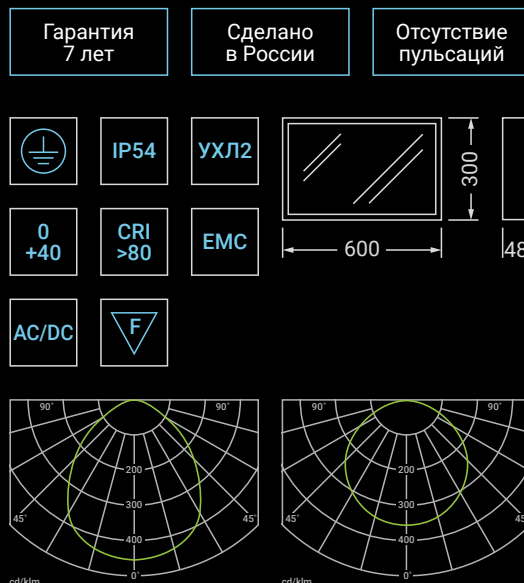 Гарантия
7 лет
Сделано
в России
Отсутствие
пульсаций
IP54
УХЛ2
300
0
+40
CRI
>80
EMC
600
48
AC/DC
F
90°
90°
90°
200
200
300
300
45°
45°
45°
400
400
0°
0°
cd/klm
cd/klm